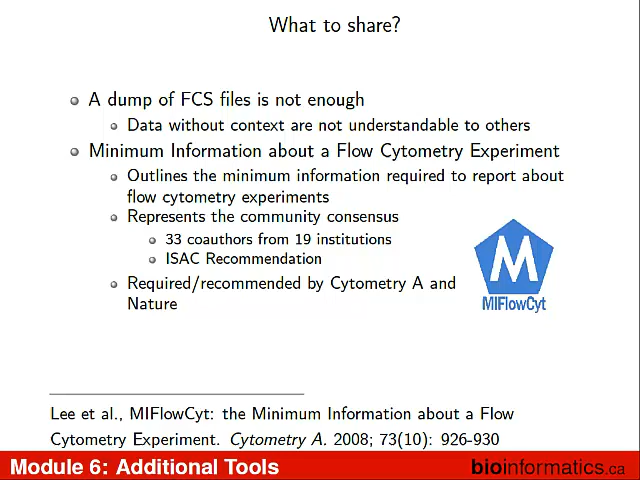 What to share?
A dump of FCS files is not enough
Data without context are not understandable to others
Minimum Information about a Flow Cytometry Experiment
Outlines the minimum information required to report about
flow cytometry experiments
Represents the community consensus
33 coauthors from 19 institutions
ISAC Recommendation
Required/recommended by Cytometry A and
Nature
M
MIFlowCyt
Lee et al., MIFlowCyt: the Minimum Information about a Flow
Cytometry Experiment. Cytometry A. 2008; 73(10): 926-930
Module 6: Additional Tools
bioinformatics.ca